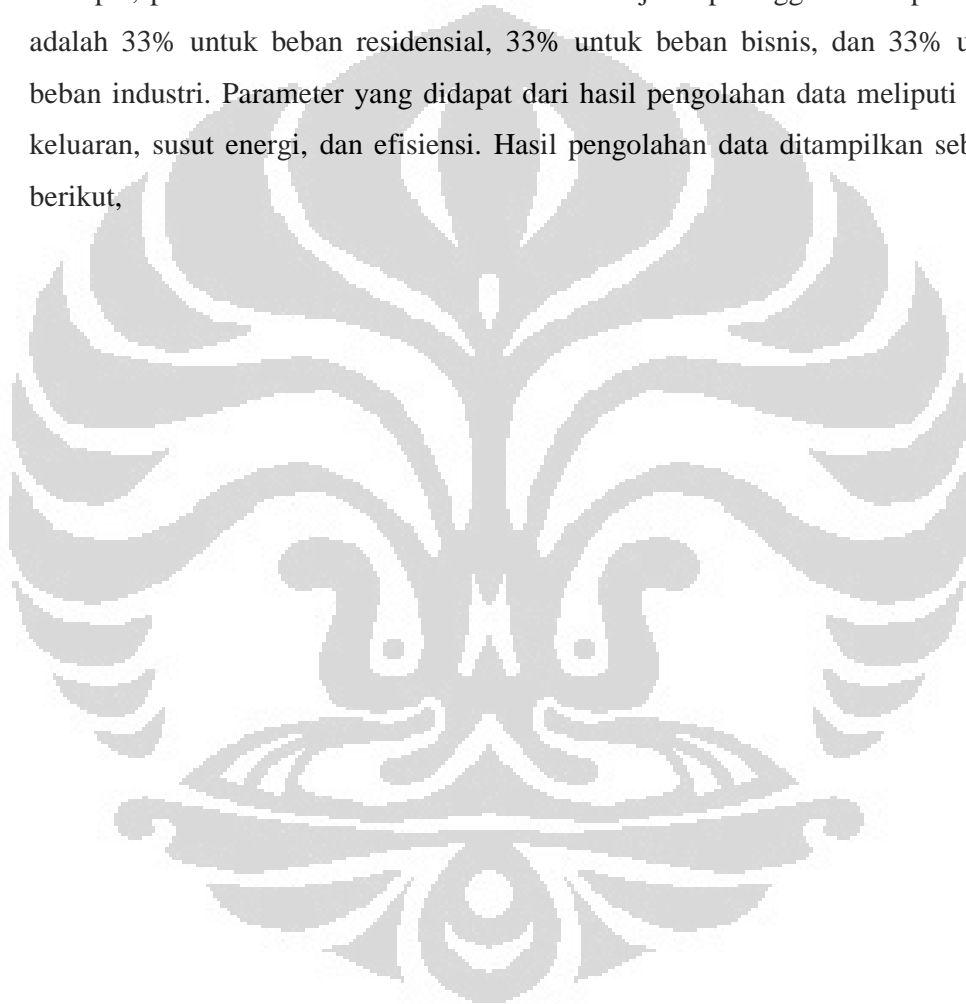 adalah 33% untuk beban residensial, 33% untuk beban bisnis, dan 33% u
beban industri. Parameter yang didapat dari hasil pengolahan data meliputi
keluaran, susut energi, dan efisiensi. Hasil pengolahan data ditampilkan seb
berikut,